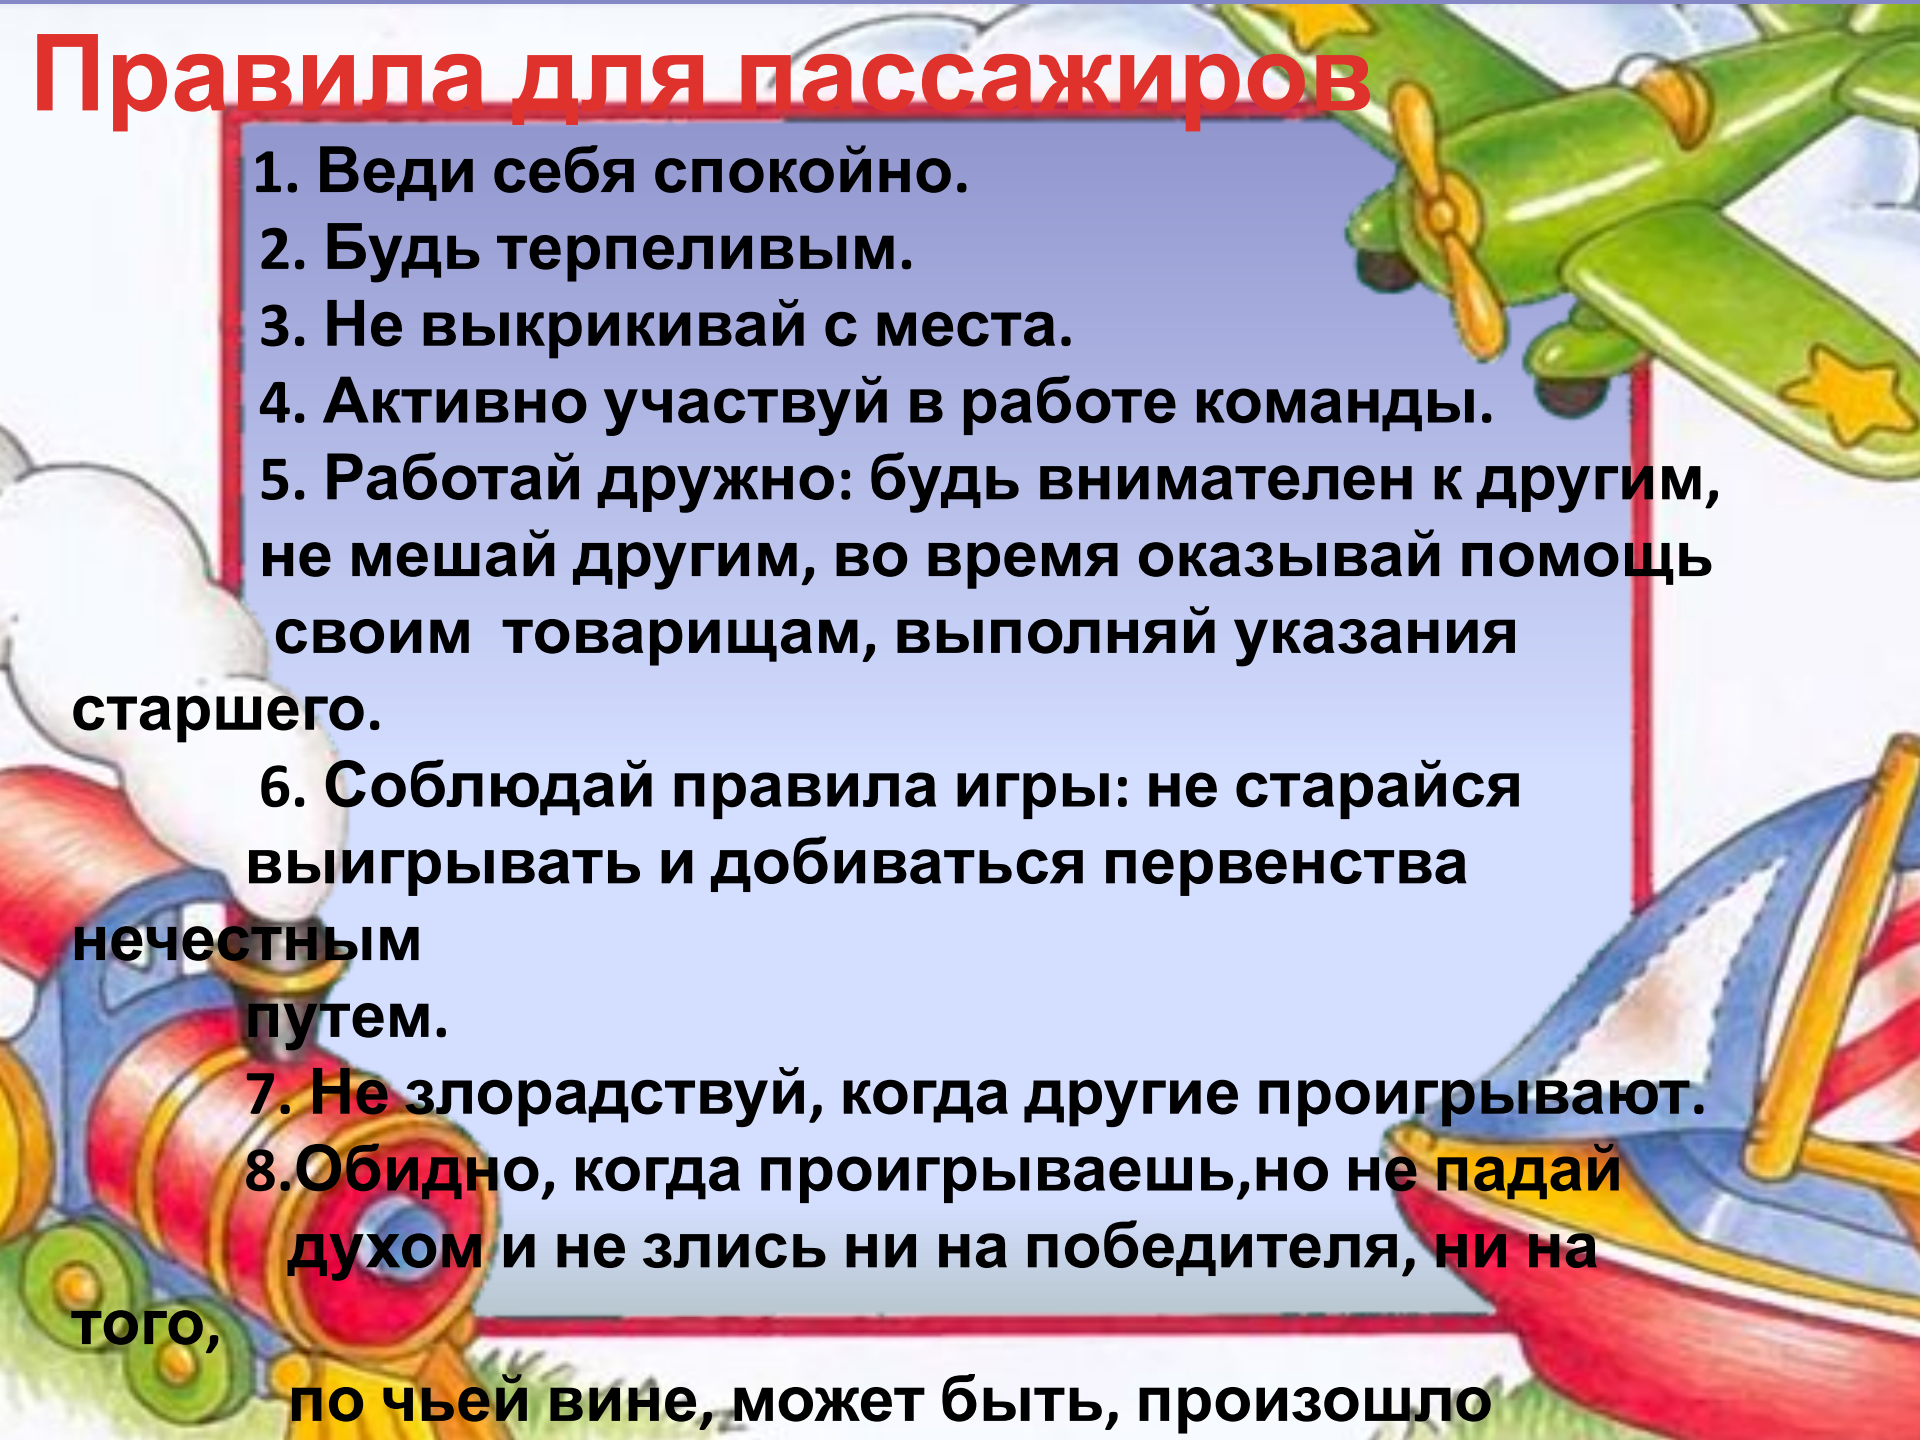 Правила для пассажиров
1. Веди себя спокойно.
2. Будь терпеливым.
3. Не выкрикивай с места.
4. Активно участвуй в работе команды.
5. Работай дружно: будь внимателен к другим,
не мешай другим, во время оказывай помощь
своим товарищам, выполняй указания
старшего.
6. Соблюдай правила игры: не старайся
выигрывать и добиваться первенства
нечестным
путем.
7. Не злорадствуй, когда другие проигрывают.
8.Обидно, когда проигрываешь,но не падай
духом и не злись ни на победителя, ни на
того,
по чьей вине, может быть, произошло